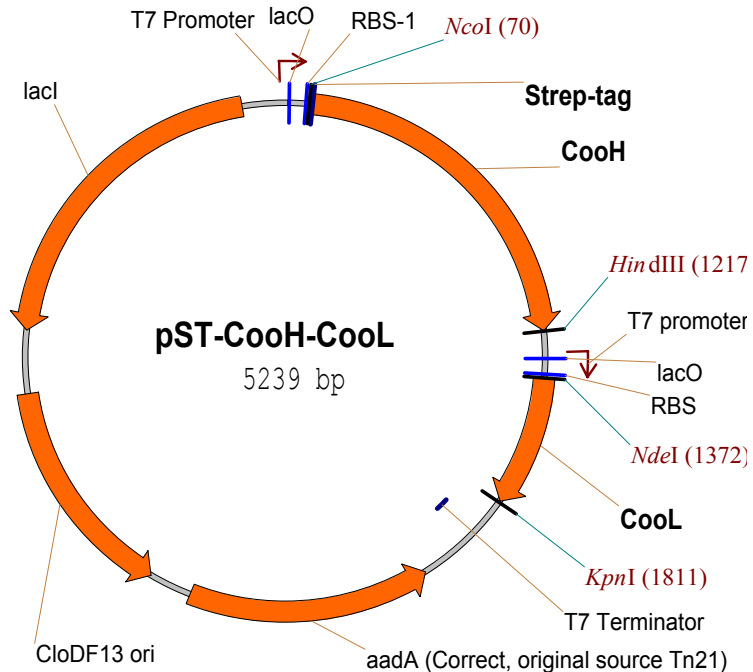 T7 Promoter
lacO
RBS-1
NcoI (70)
lacI
Strep-tag
CooH
HindIII (1217
T7 promoter
lacO
RBS
NdeI (1372)
pST-CooH-CooL
5239 bp
CooL
KpnI (1811)
T7 Terminator
CloDF13 ori
aadA (Correct, original source Tn21)